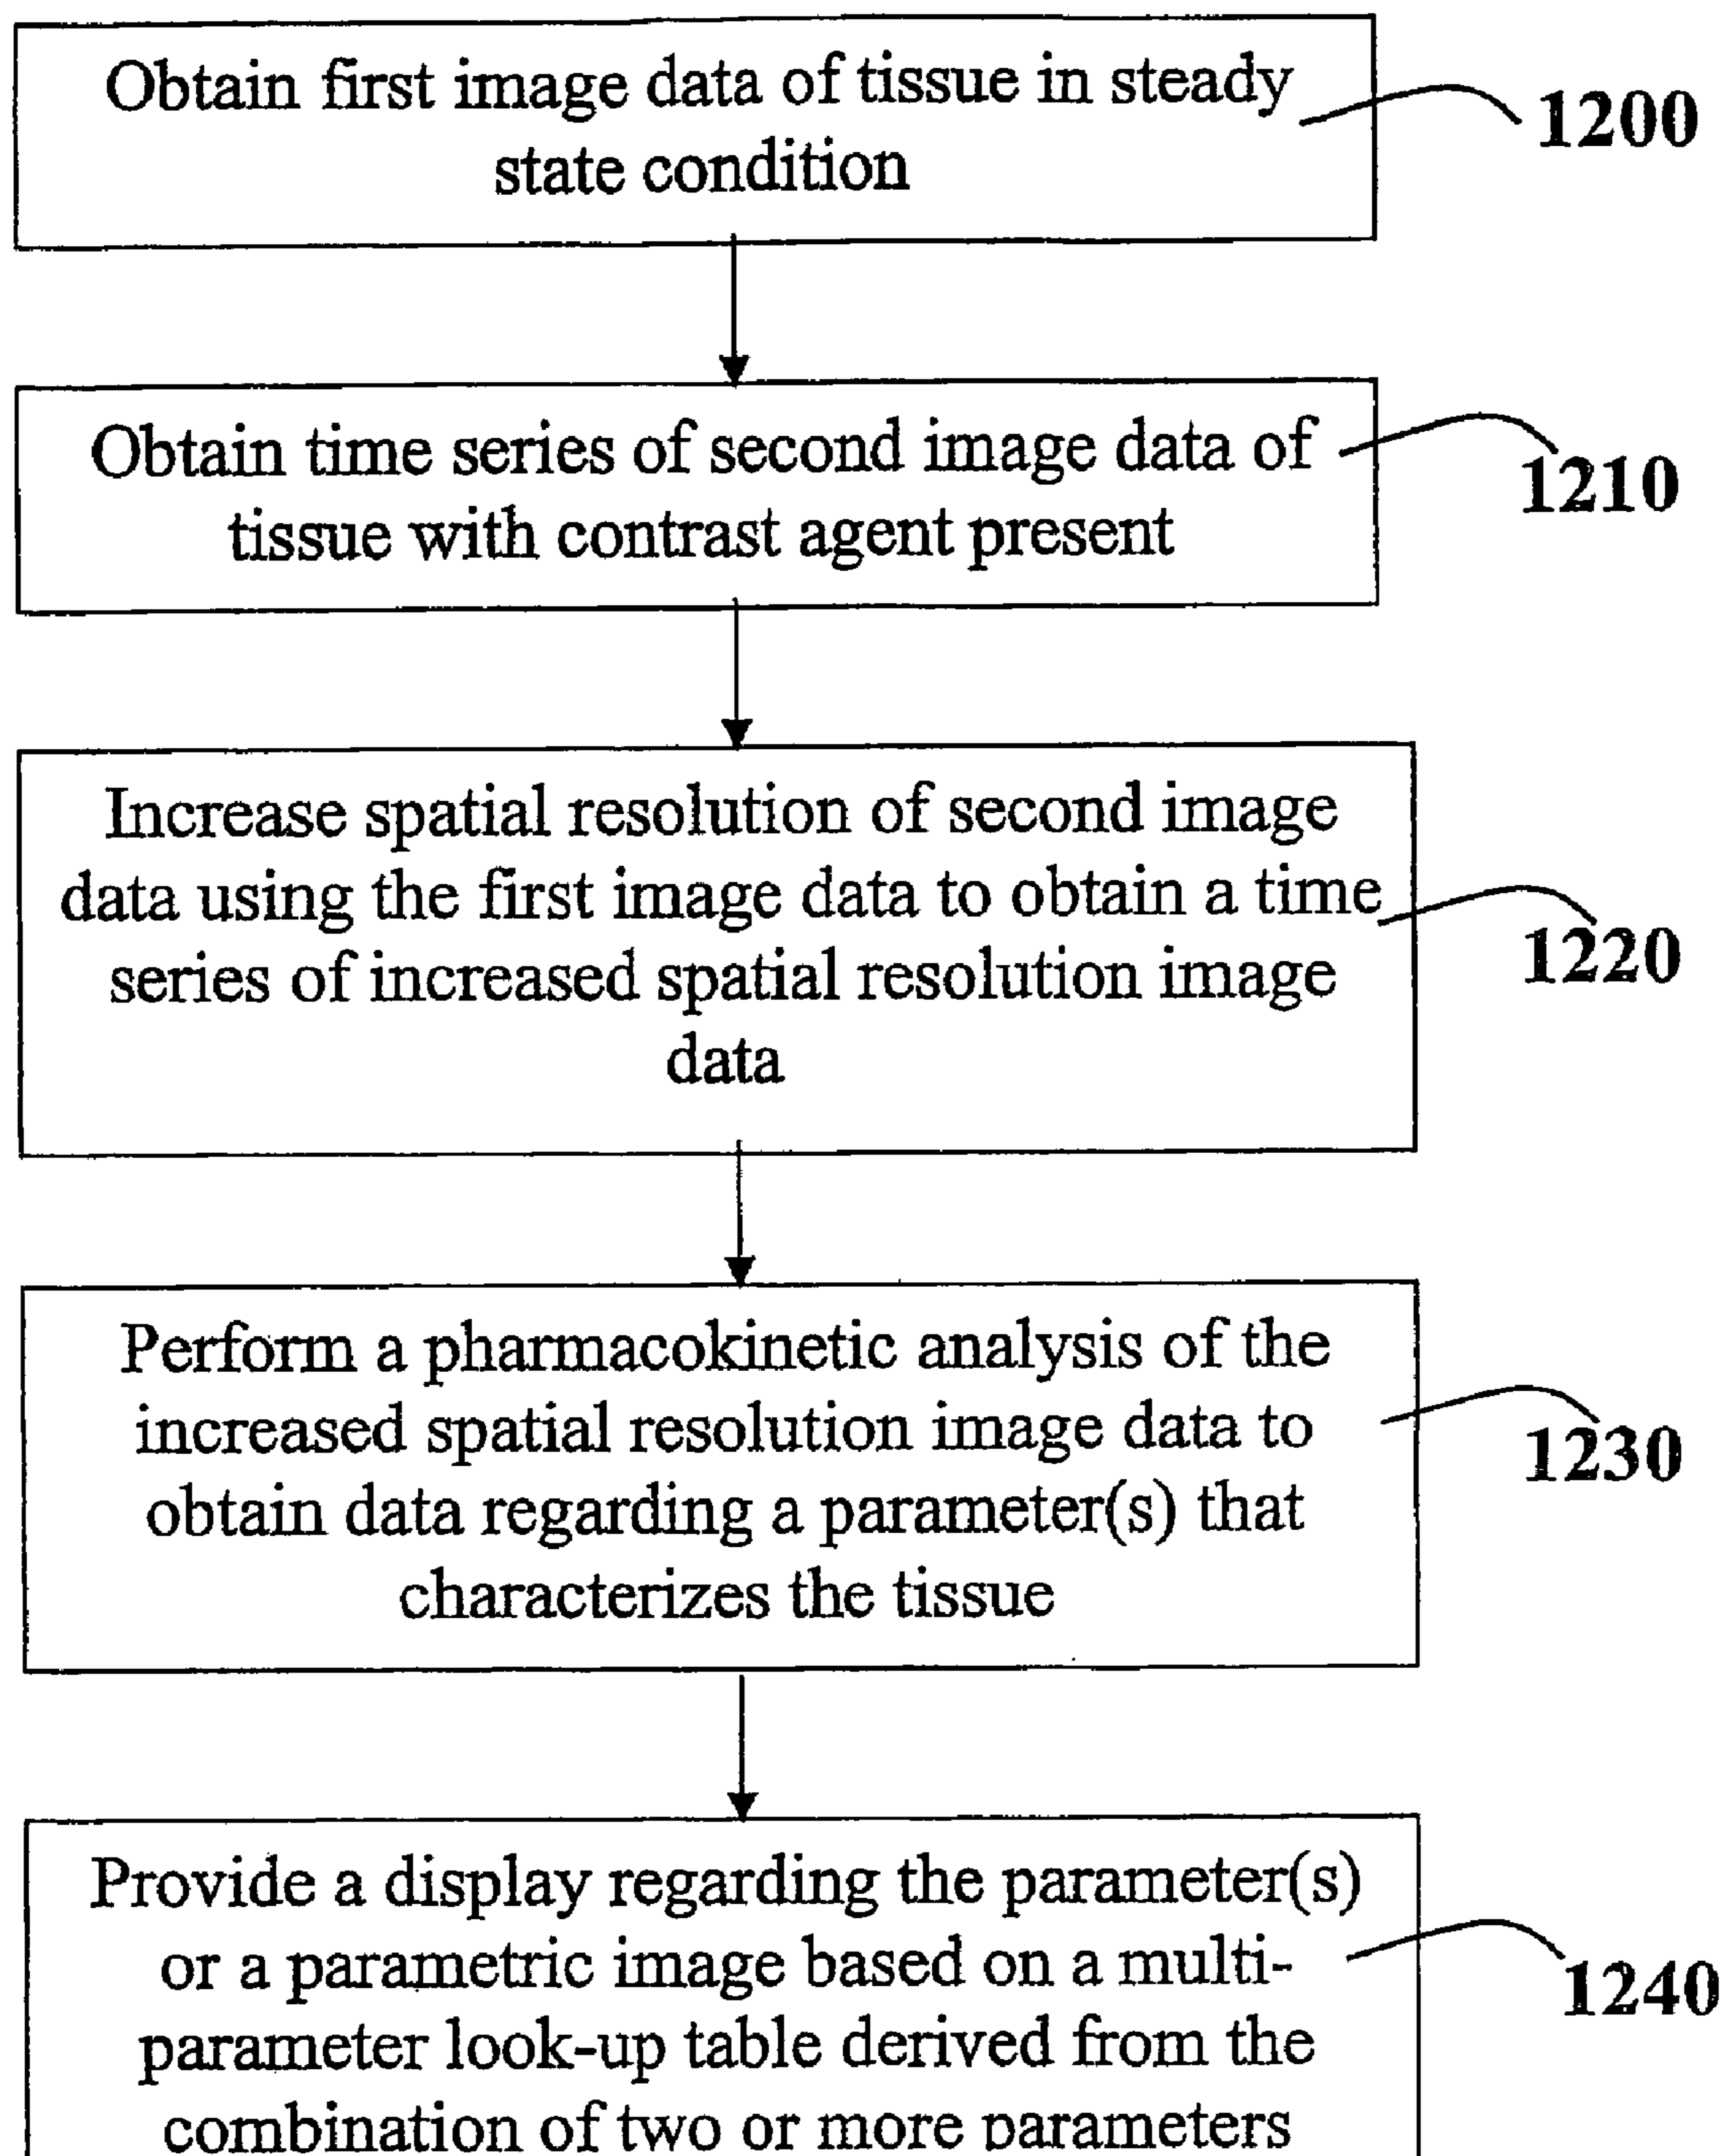 Obtain first image data of tissue in steady
state condition
1200
Obtain time series of second image data of
tissue with contrast agent present
1210
Increase spatial resolution of second image
data using the first image data to obtain a time
series of increased spatial resolution image
data
1220
Perform a pharmacokinetic analysis of the
increased spatial resolution image data to
obtain data regarding a parameter(s) that
characterizes the tissue
1230
Provide a display regarding the parameter(s)
or a parametric image based on a multi-
parameter look-up table derived from the
combination of two or more parameters
1240